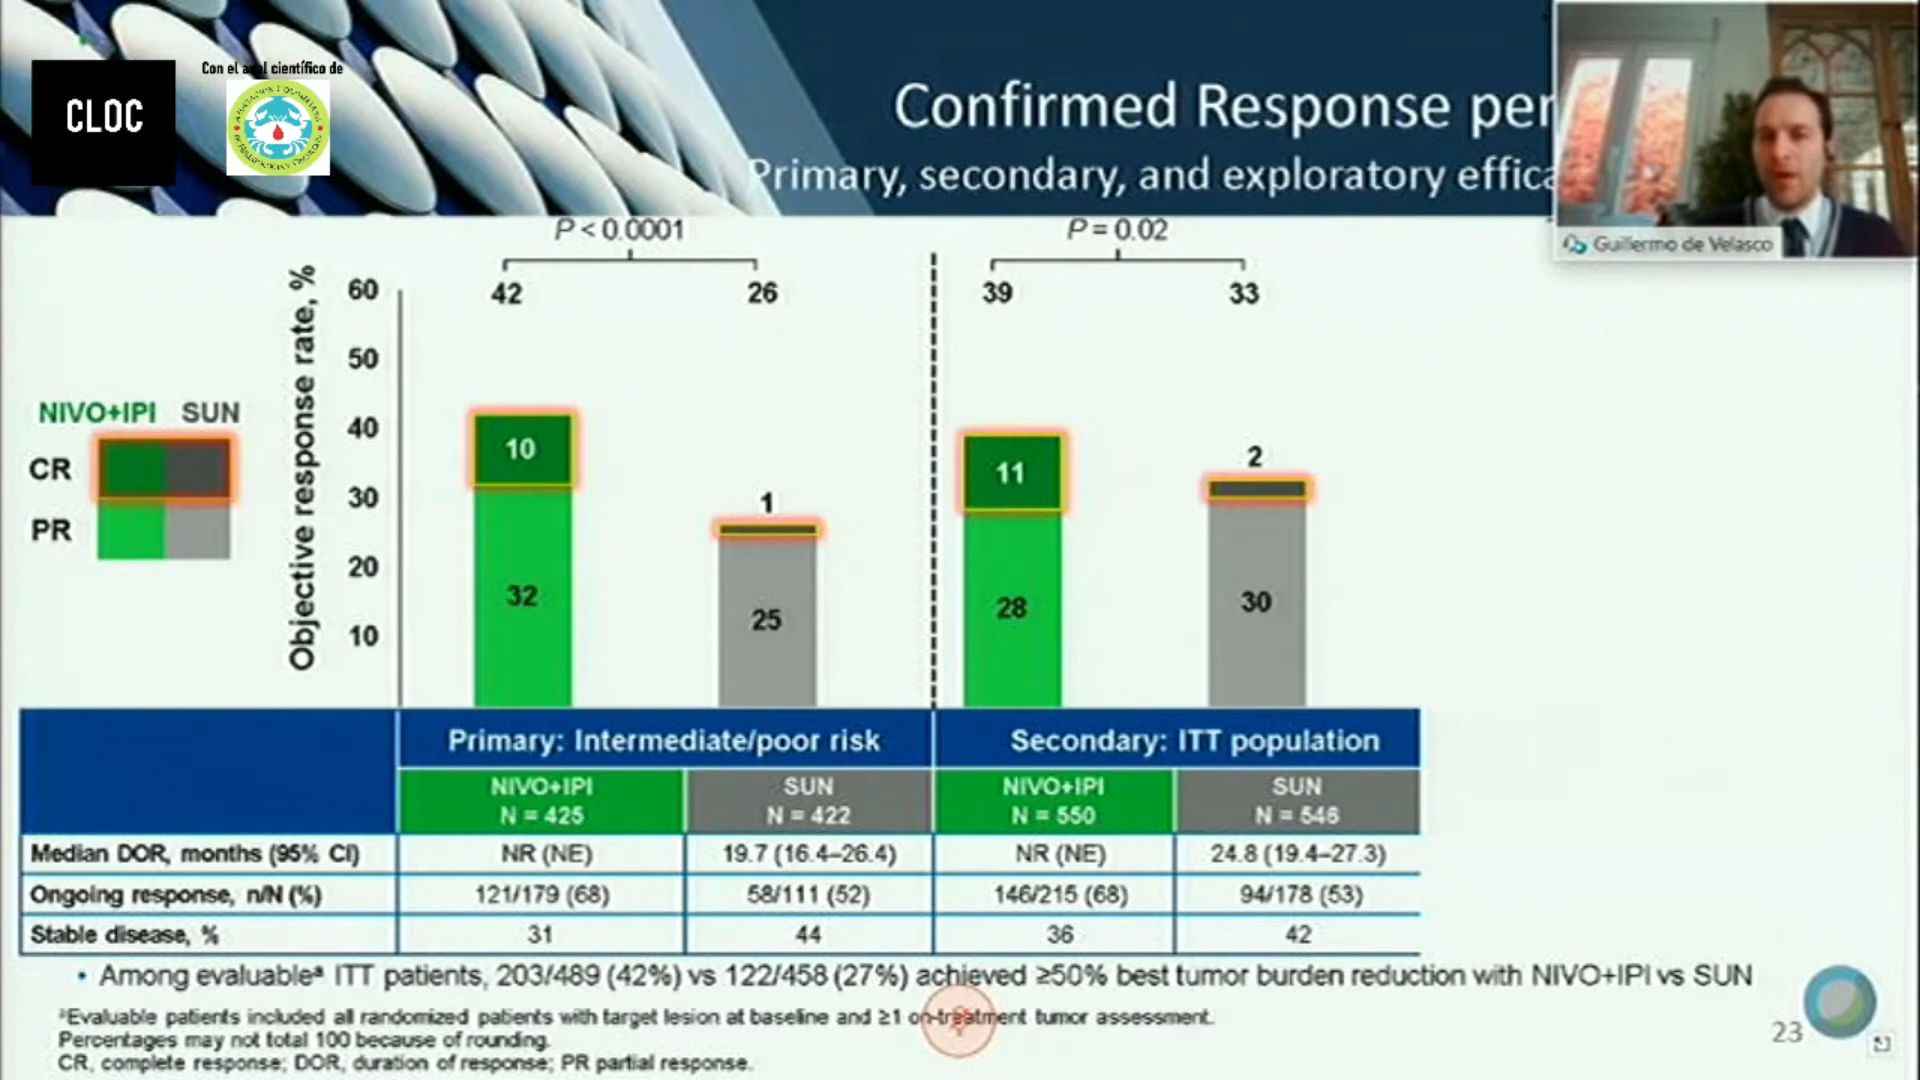 CLOC
Con el aval científico de
Confirmed Response per
Primary, secondary, and exploratory effica
Guillermo de Velasco
P < 0.0001
P = 0.02
42
26
39
33
Objective response rate, %
60
50
40
30
20
10
NIVO+IPI SUN
CR
PR
10
32
1
25
11
28
2
30
Primary: Intermediate/poor risk
Secondary: ITT population
NIVO+IPI SUN NIVO+IPI SUN
N = 425 N = 422 N = 550 N = 546
Median DOR, months (95% CI) NR (NE) 19.7 (16.4–26.4) NR (NE) 24.8 (19.4–27.3)
Ongoing response, n/N (%) 121/179 (68) 58/111 (52) 146/215 (68) 94/178 (53)
Stable disease, % 31 44 36 42
• Among evaluableª ITT patients, 203/489 (42%) vs 122/458 (27%) achieved ≥50% best tumor burden reduction with NIVO+IPI vs SUN
ªEvaluable patients included all randomized patients with target lesion at baseline and ≥1 on-treatment tumor assessment.
Percentages may not total 100 because of rounding.
CR, complete response; DOR, duration of response; PR partial response.
23